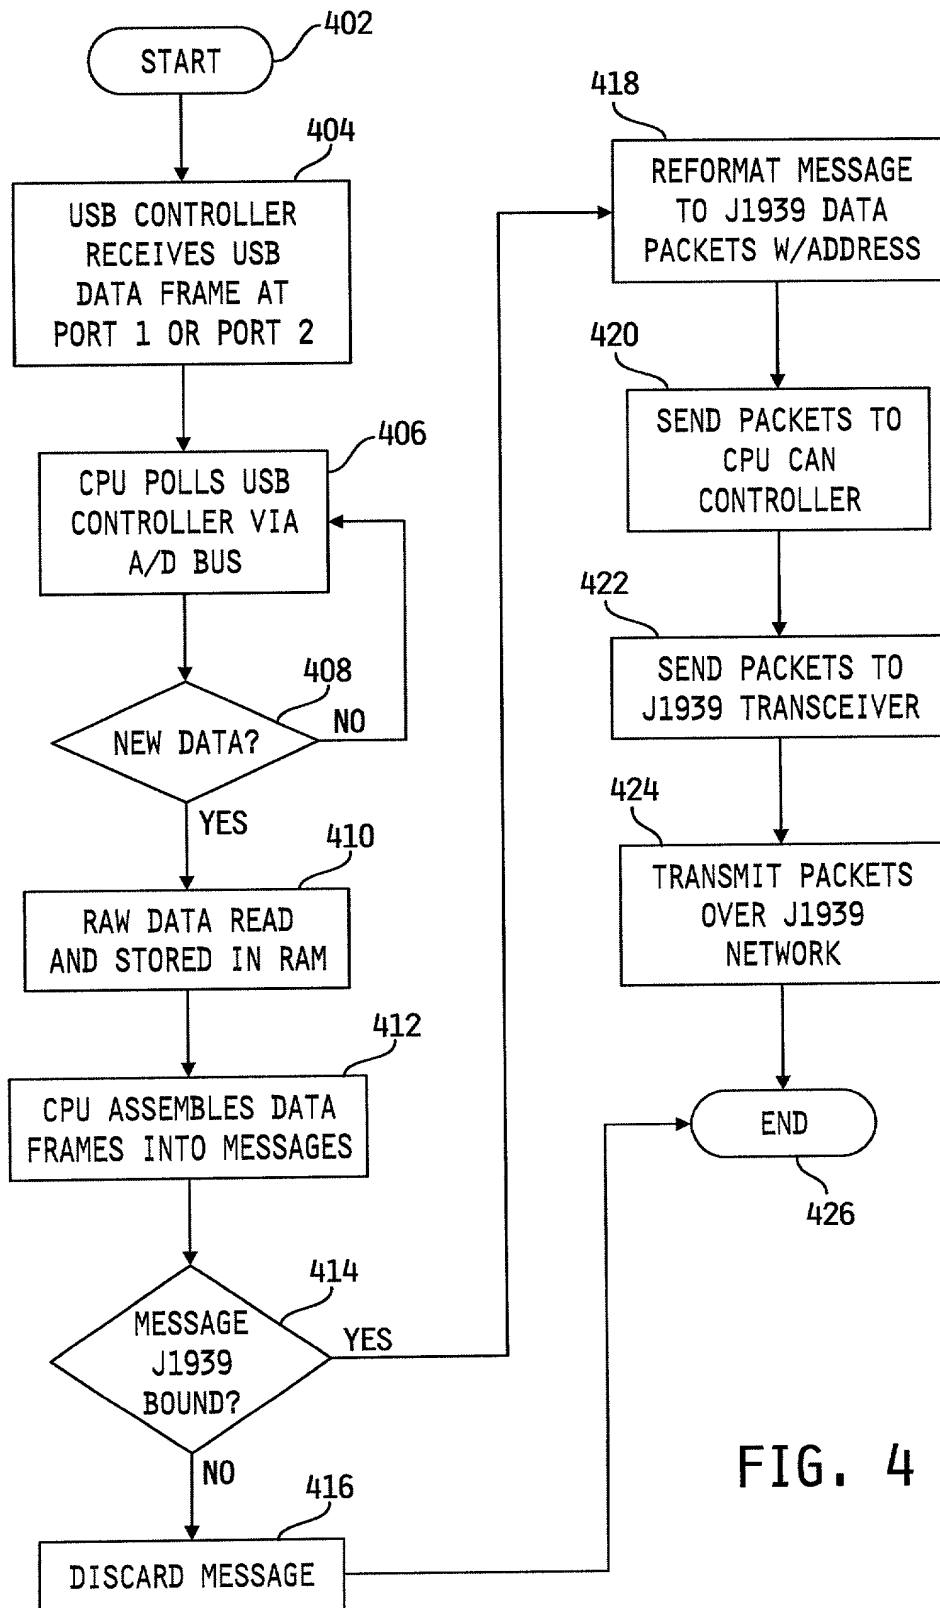 402
START
404
USB CONTROLLER
RECEIVES USB
DATA FRAME AT
PORT 1 OR PORT 2
406
CPU POLLS USB
CONTROLLER VIA
A/D BUS
408
NEW DATA?
NO
YES
410
RAW DATA READ
AND STORED IN RAM
412
CPU ASSEMBLES DATA
FRAMES INTO MESSAGES
414
MESSAGE
J1939
BOUND?
YES
NO
416
DISCARD MESSAGE
418
REFORMAT MESSAGE
TO J1939 DATA
PACKETS W/ADDRESS
420
SEND PACKETS TO
CPU CAN
CONTROLLER
422
SEND PACKETS TO
J1939 TRANSCEIVER
424
TRANSMIT PACKETS
OVER J1939
NETWORK
END
426
FIG. 4